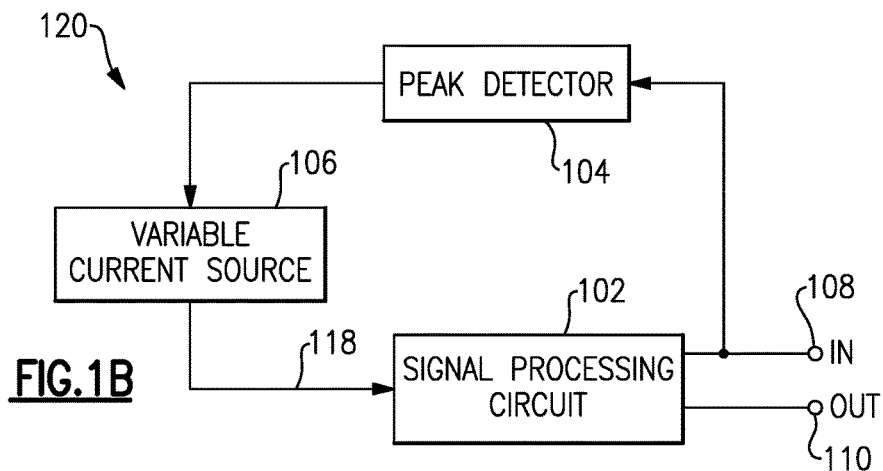 120
PEAK DETECTOR
104
106
VARIABLE
CURRENT SOURCE
102
108
118
IN
SIGNAL PROCESSING
CIRCUIT
FIG.1B
OUT
110